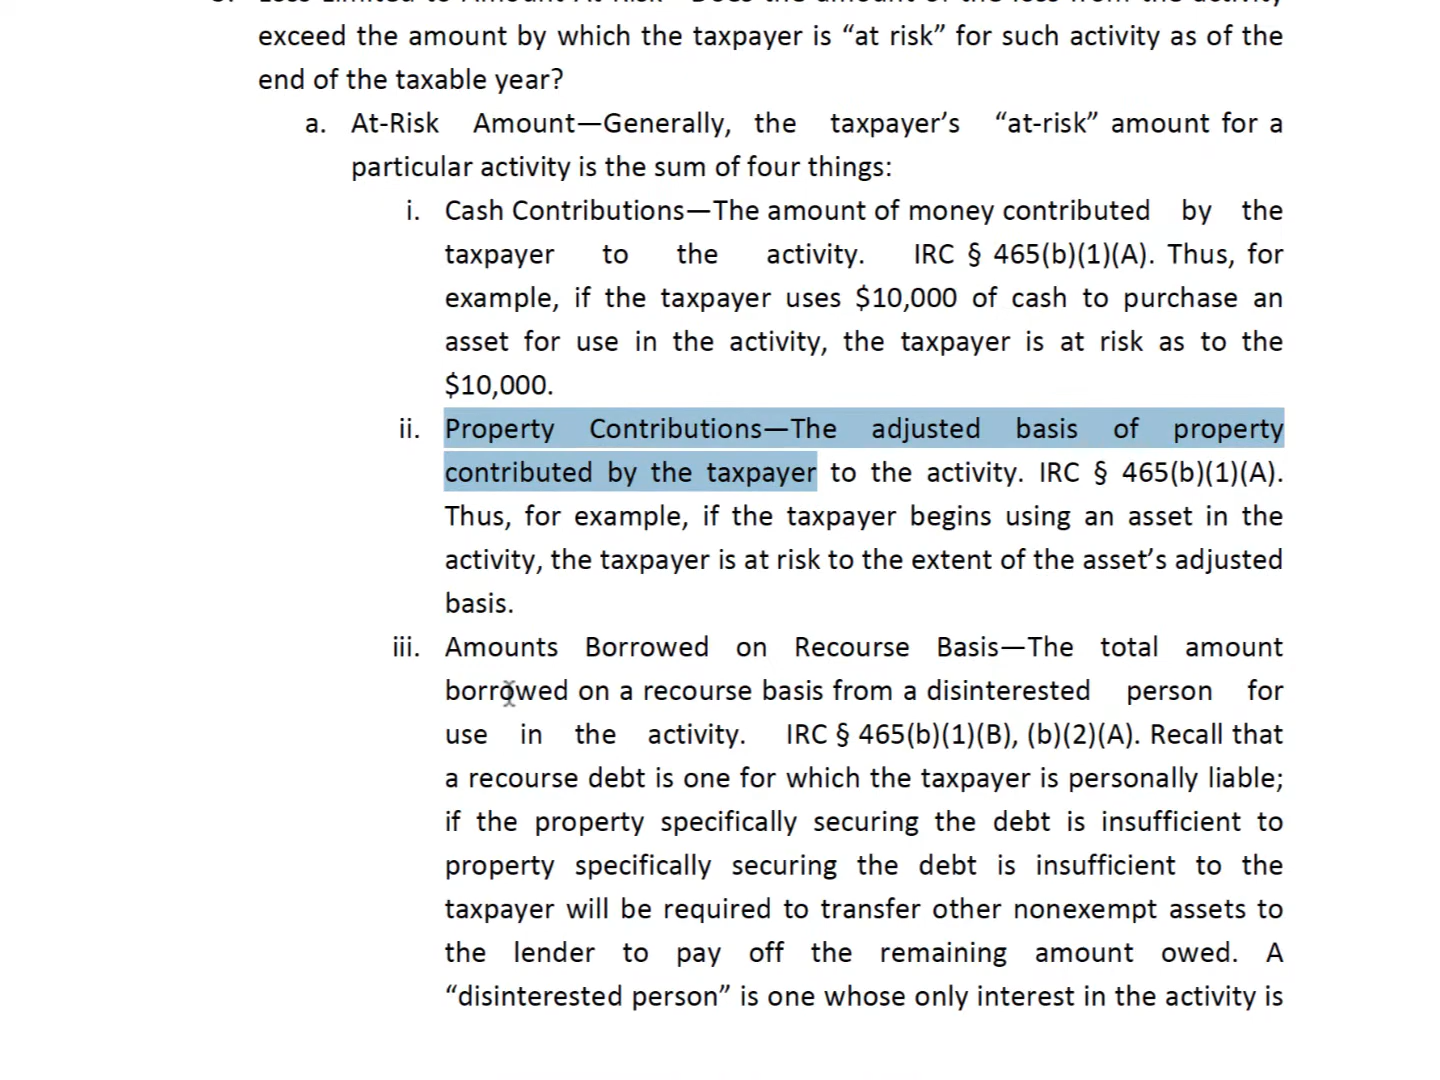 exceed the amount by which the taxpayer is “at risk” for such activity as of the
end of the taxable year?
a. At-Risk Amount—Generally, the taxpayer’s “at-risk” amount for a
particular activity is the sum of four things:
i. Cash Contributions—The amount of money contributed by the
taxpayer to the activity. IRC § 465(b)(1)(A). Thus, for
example, if the taxpayer uses $10,000 of cash to purchase an
asset for use in the activity, the taxpayer is at risk as to the
$10,000.
ii. Property Contributions—The adjusted basis of property
contributed by the taxpayer to the activity. IRC § 465(b)(1)(A).
Thus, for example, if the taxpayer begins using an asset in the
activity, the taxpayer is at risk to the extent of the asset’s adjusted
basis.
iii. Amounts Borrowed on Recourse Basis—The total amount
borrowed on a recourse basis from a disinterested person for
use in the activity. IRC § 465(b)(1)(B), (b)(2)(A). Recall that
a recourse debt is one for which the taxpayer is personally liable;
if the property specifically securing the debt is insufficient to
property specifically securing the debt is insufficient to the
taxpayer will be required to transfer other nonexempt assets to
the lender to pay off the remaining amount owed. A
“disinterested person” is one whose only interest in the activity is